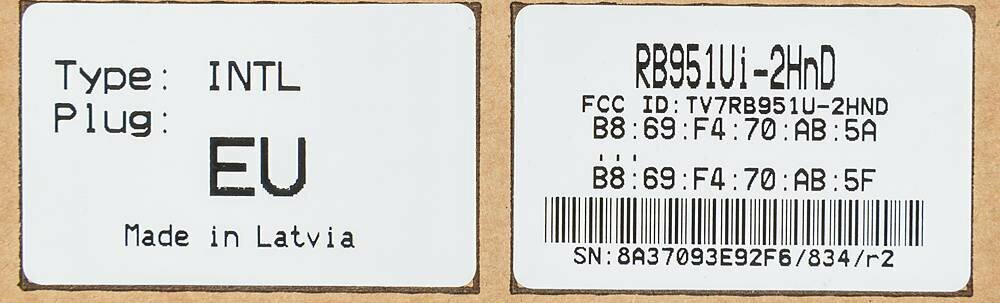 Type: INTL
Plug:
EU
Made in Latvia
RB951Ui-2HnD
FCC ID:TV7RB951U-2HND
B8:69:F4:70:AB:5A
...
B8:69:F4:70:AB:5F
SN:8A37093E92F6/834/r2